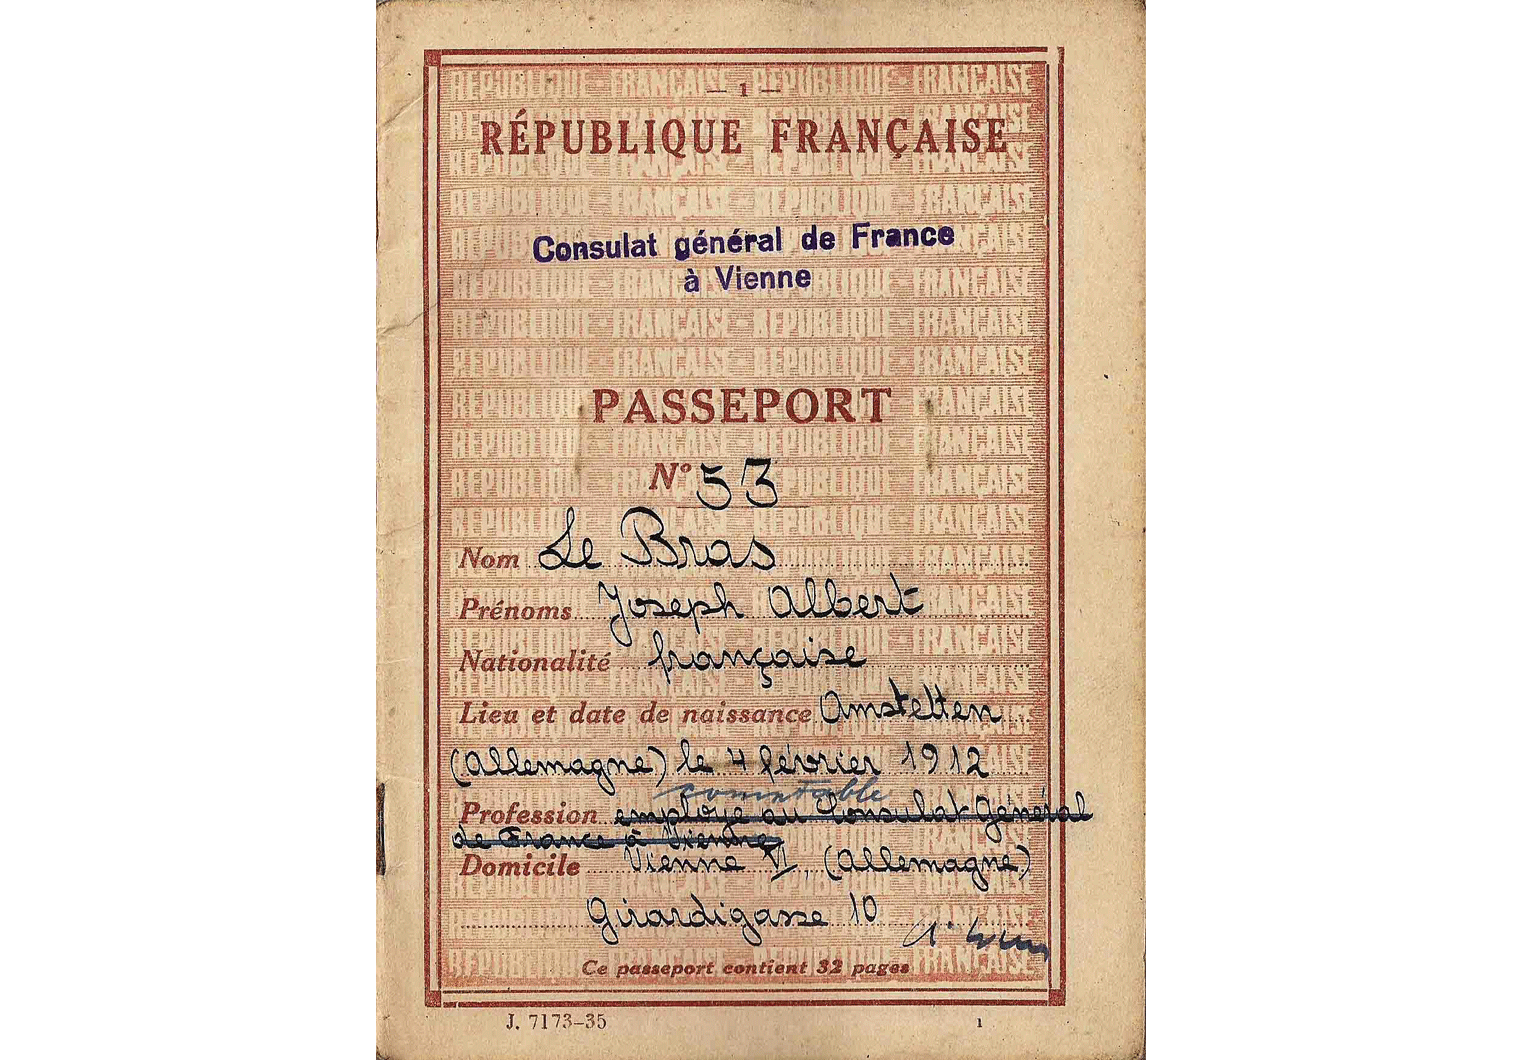 — 1 —
RÉPUBLIQUE FRANÇAISE
Consulat général de France
à Vienne
PASSEPORT
Nº 53
Nom Le Bras
Prénoms Joseph Albert
Nationalité française
Lieu et date de naissance Amstetten
(Allemagne) le 4 février 1912
comptable
Profession employé au Consulat Général
de France à Vienne
Domicile Vienne VI, (Allemagne)
Girardigasse 10
Ce passeport contient 32 pages
J. 7173-35 1